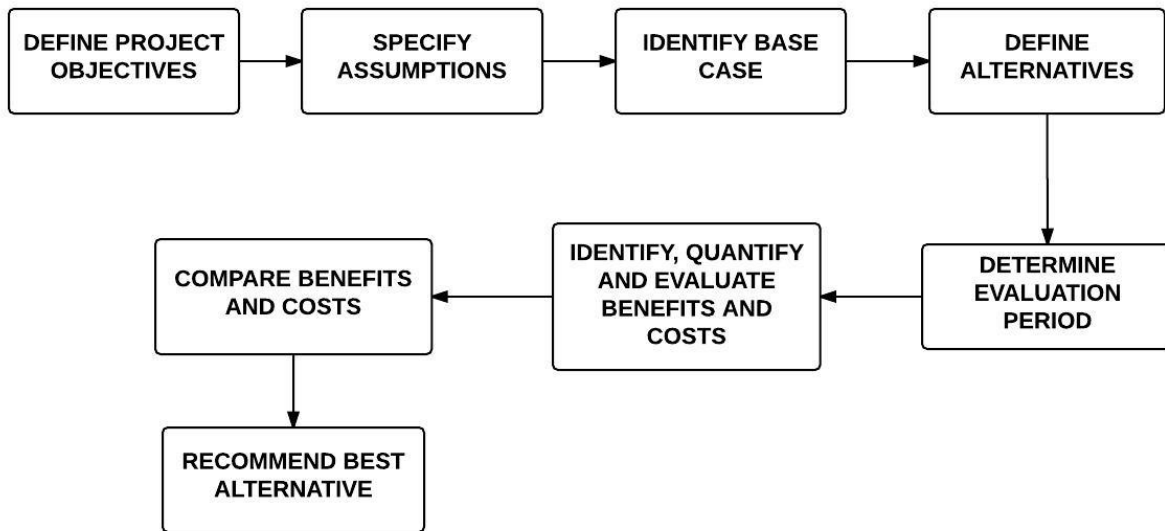 DEFINE PROJECT
OBJECTIVES
SPECIFY
ASSUMPTIONS
IDENTIFY BASE
CASE
DEFINE
ALTERNATIVES
DETERMINE
EVALUATION
PERIOD
IDENTIFY, QUANTIFY
AND EVALUATE
BENEFITS AND
COSTS
COMPARE BENEFITS
AND COSTS
RECOMMEND BEST
ALTERNATIVE